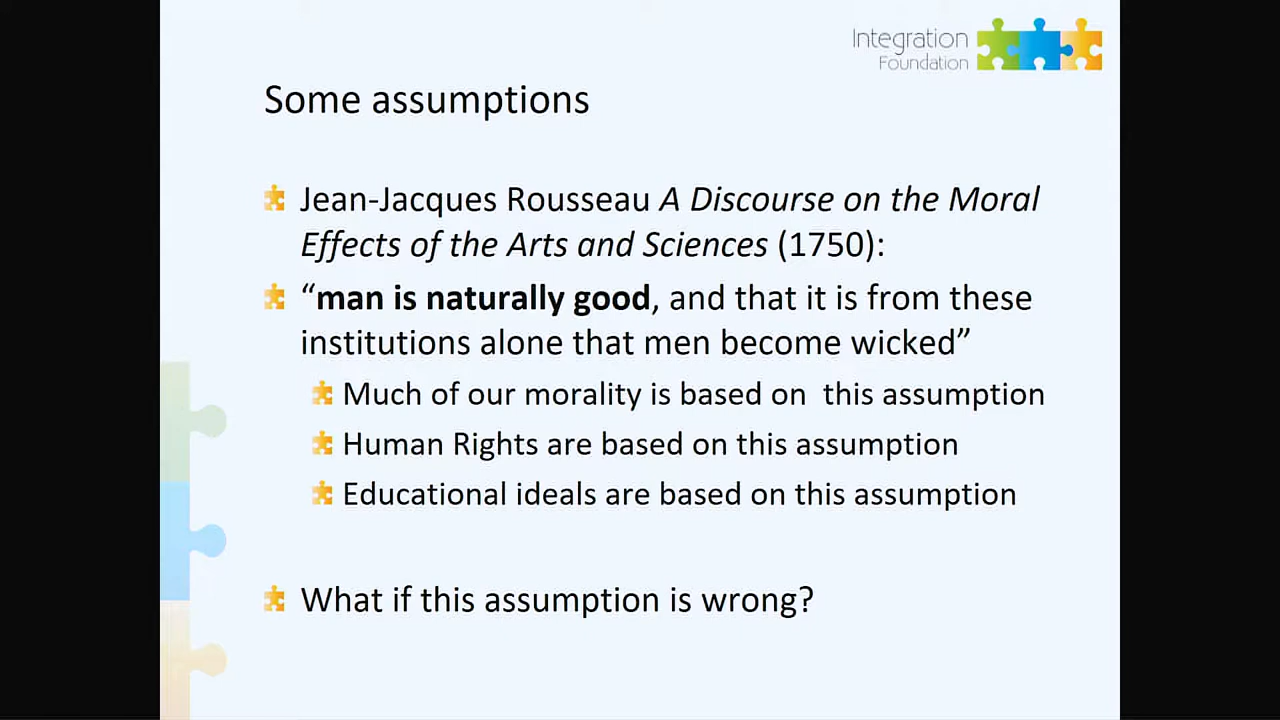 Integration
Foundation
Some assumptions
Jean-Jacques Rousseau A Discourse on the Moral
Effects of the Arts and Sciences (1750):
“man is naturally good, and that it is from these
institutions alone that men become wicked”
Much of our morality is based on  this assumption
Human Rights are based on this assumption
Educational ideals are based on this assumption
What if this assumption is wrong?